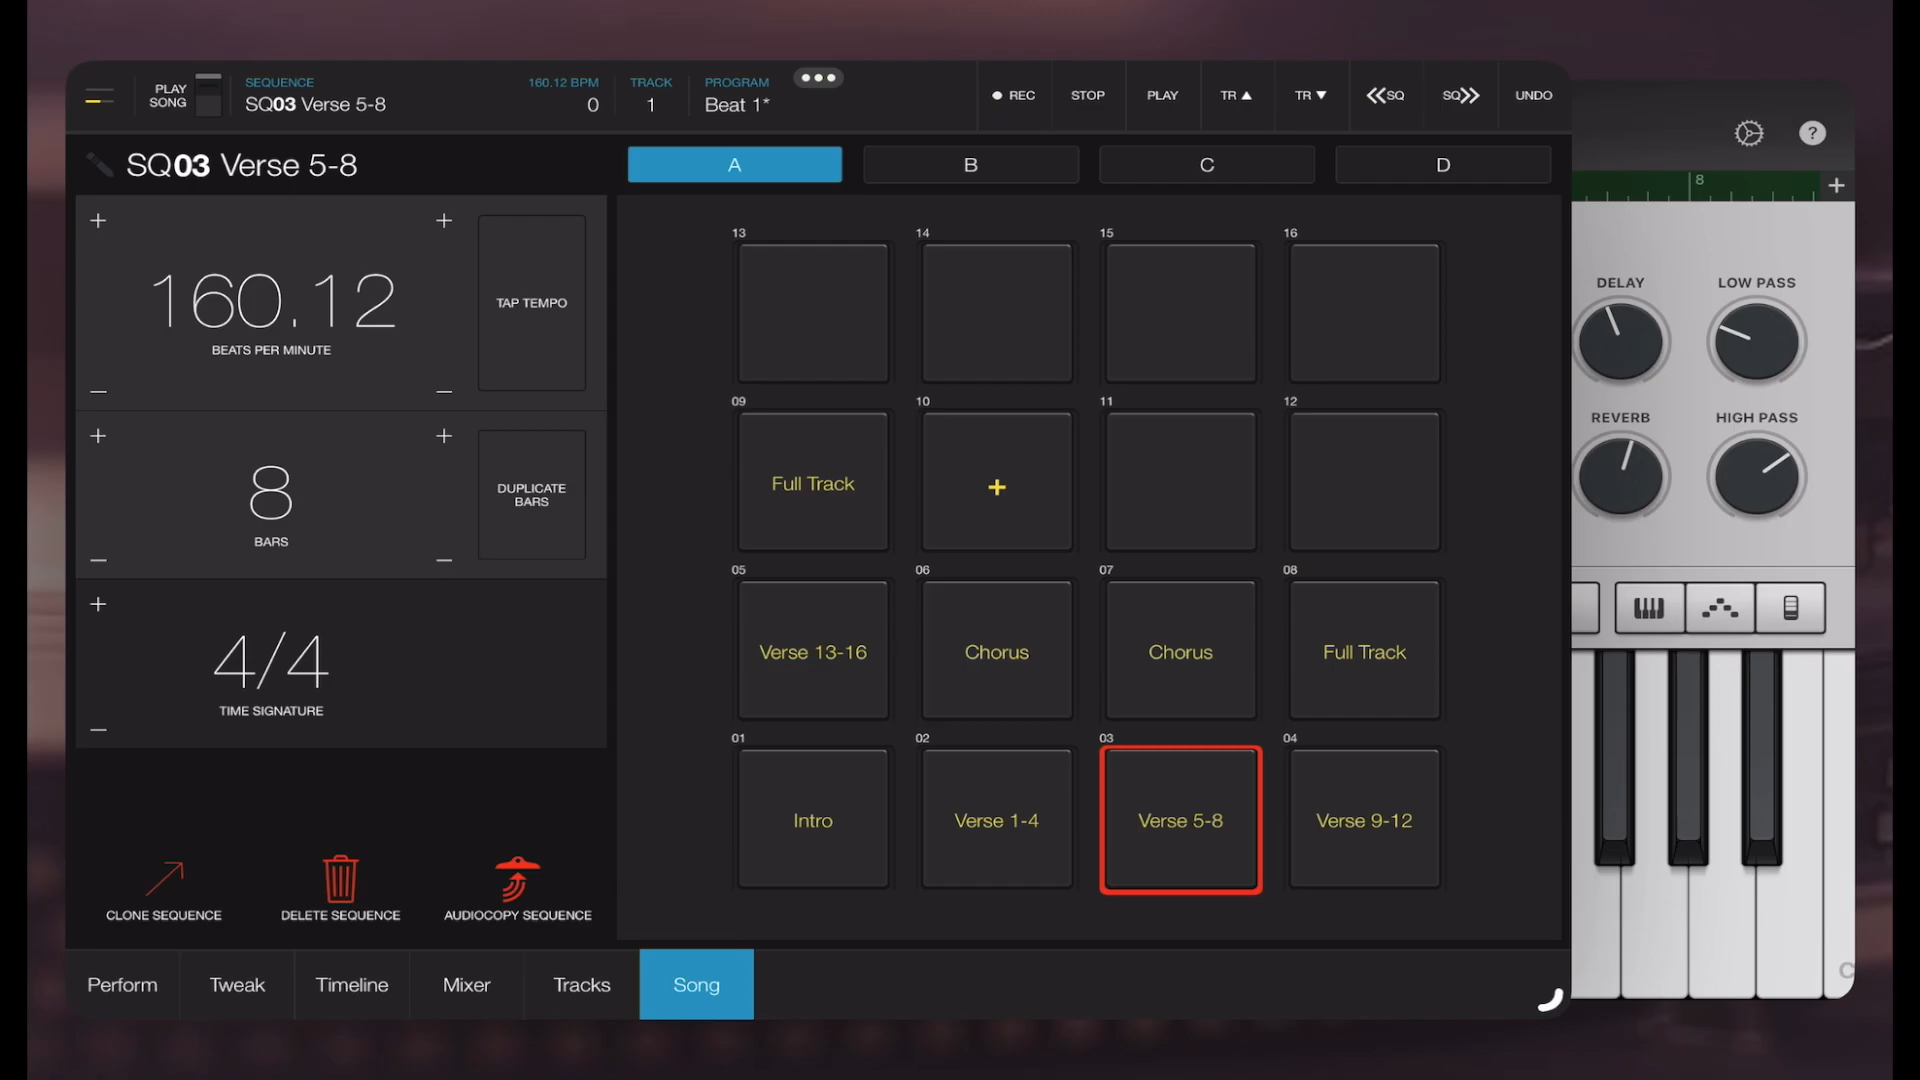 PLAY
SONG
SEQUENCE
SQ03 Verse 5-8
160.12 BPM
0
TRACK
1
PROGRAM
Beat 1*
REC
STOP
PLAY
TR ▲
TR ▼
SQ
SQ
UNDO
SQ03 Verse 5-8
A
B
C
D
+
+
160.12
BEATS PER MINUTE
TAP TEMPO
—
—
+
+
8
BARS
DUPLICATE
BARS
—
—
+
4/4
TIME SIGNATURE
—
CLONE SEQUENCE
DELETE SEQUENCE
AUDIOCOPY SEQUENCE
13
14
15
16
09
10
11
12
Full Track
+
05
06
07
08
Verse 13-16
Chorus
Chorus
Full Track
01
02
03
04
Intro
Verse 1-4
Verse 5-8
Verse 9-12
Perform
Tweak
Timeline
Mixer
Tracks
Song
?
8
+
DELAY
LOW PASS
REVERB
HIGH PASS
C